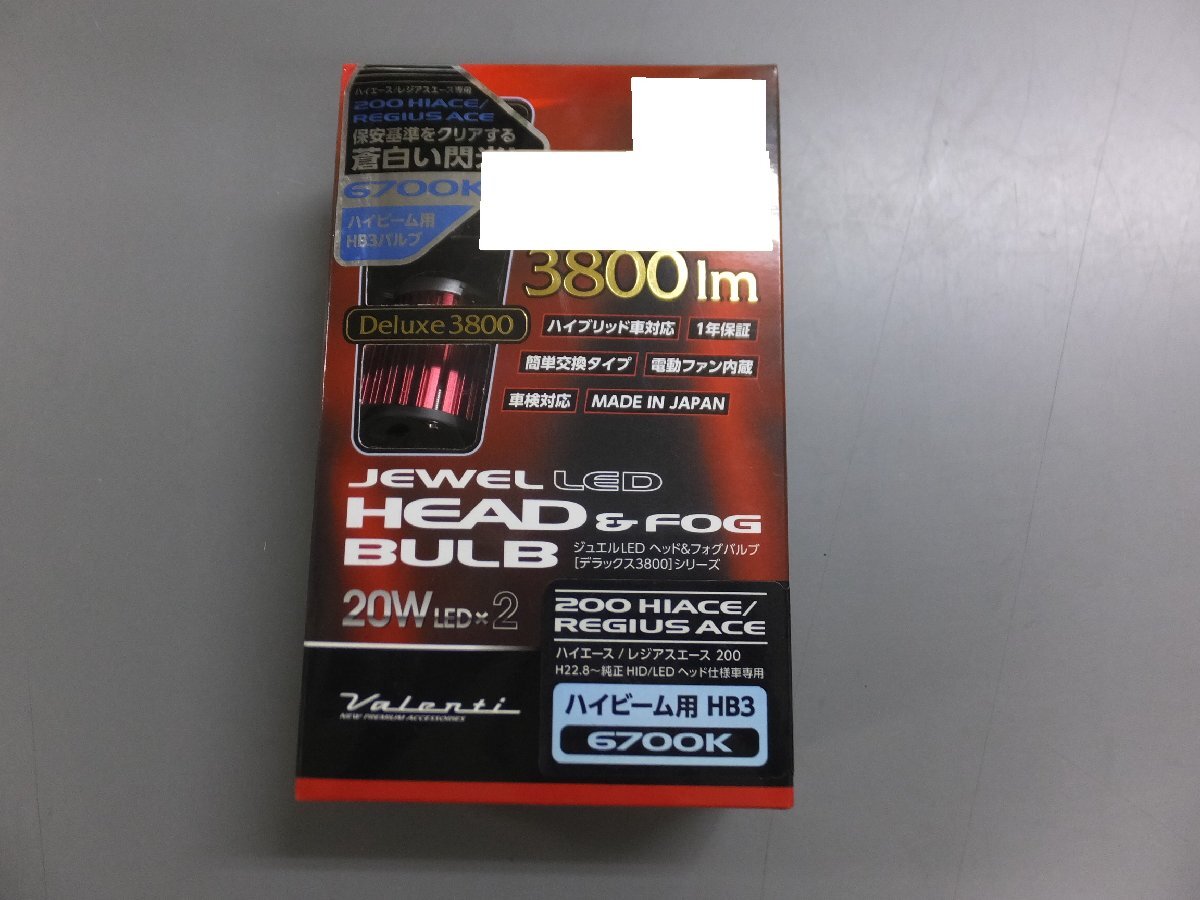 ハイエース/レジアスエース専用
200 HIACE/
REGIUS ACE
保安基準をクリアする
蒼白い閃光
6700K
ハイビーム用
HB3バルブ
3800lm
Deluxe 3800
ハイブリッド車対応 1年保証
簡単交換タイプ 電動ファン内蔵
車検対応 MADE IN JAPAN
JEWEL LED
HEAD & FOG
BULB
ジュエルLED ヘッド&フォグバルブ
[デラックス3800]シリーズ
20W LED×2
200 HIACE/
REGIUS ACE
ハイエース/レジアスエース 200
H22.8～純正 HID/LED ヘッド仕様車専用
ハイビーム用 HB3
6700K
Valenti
NEW PREMIUM ACCESSORIES